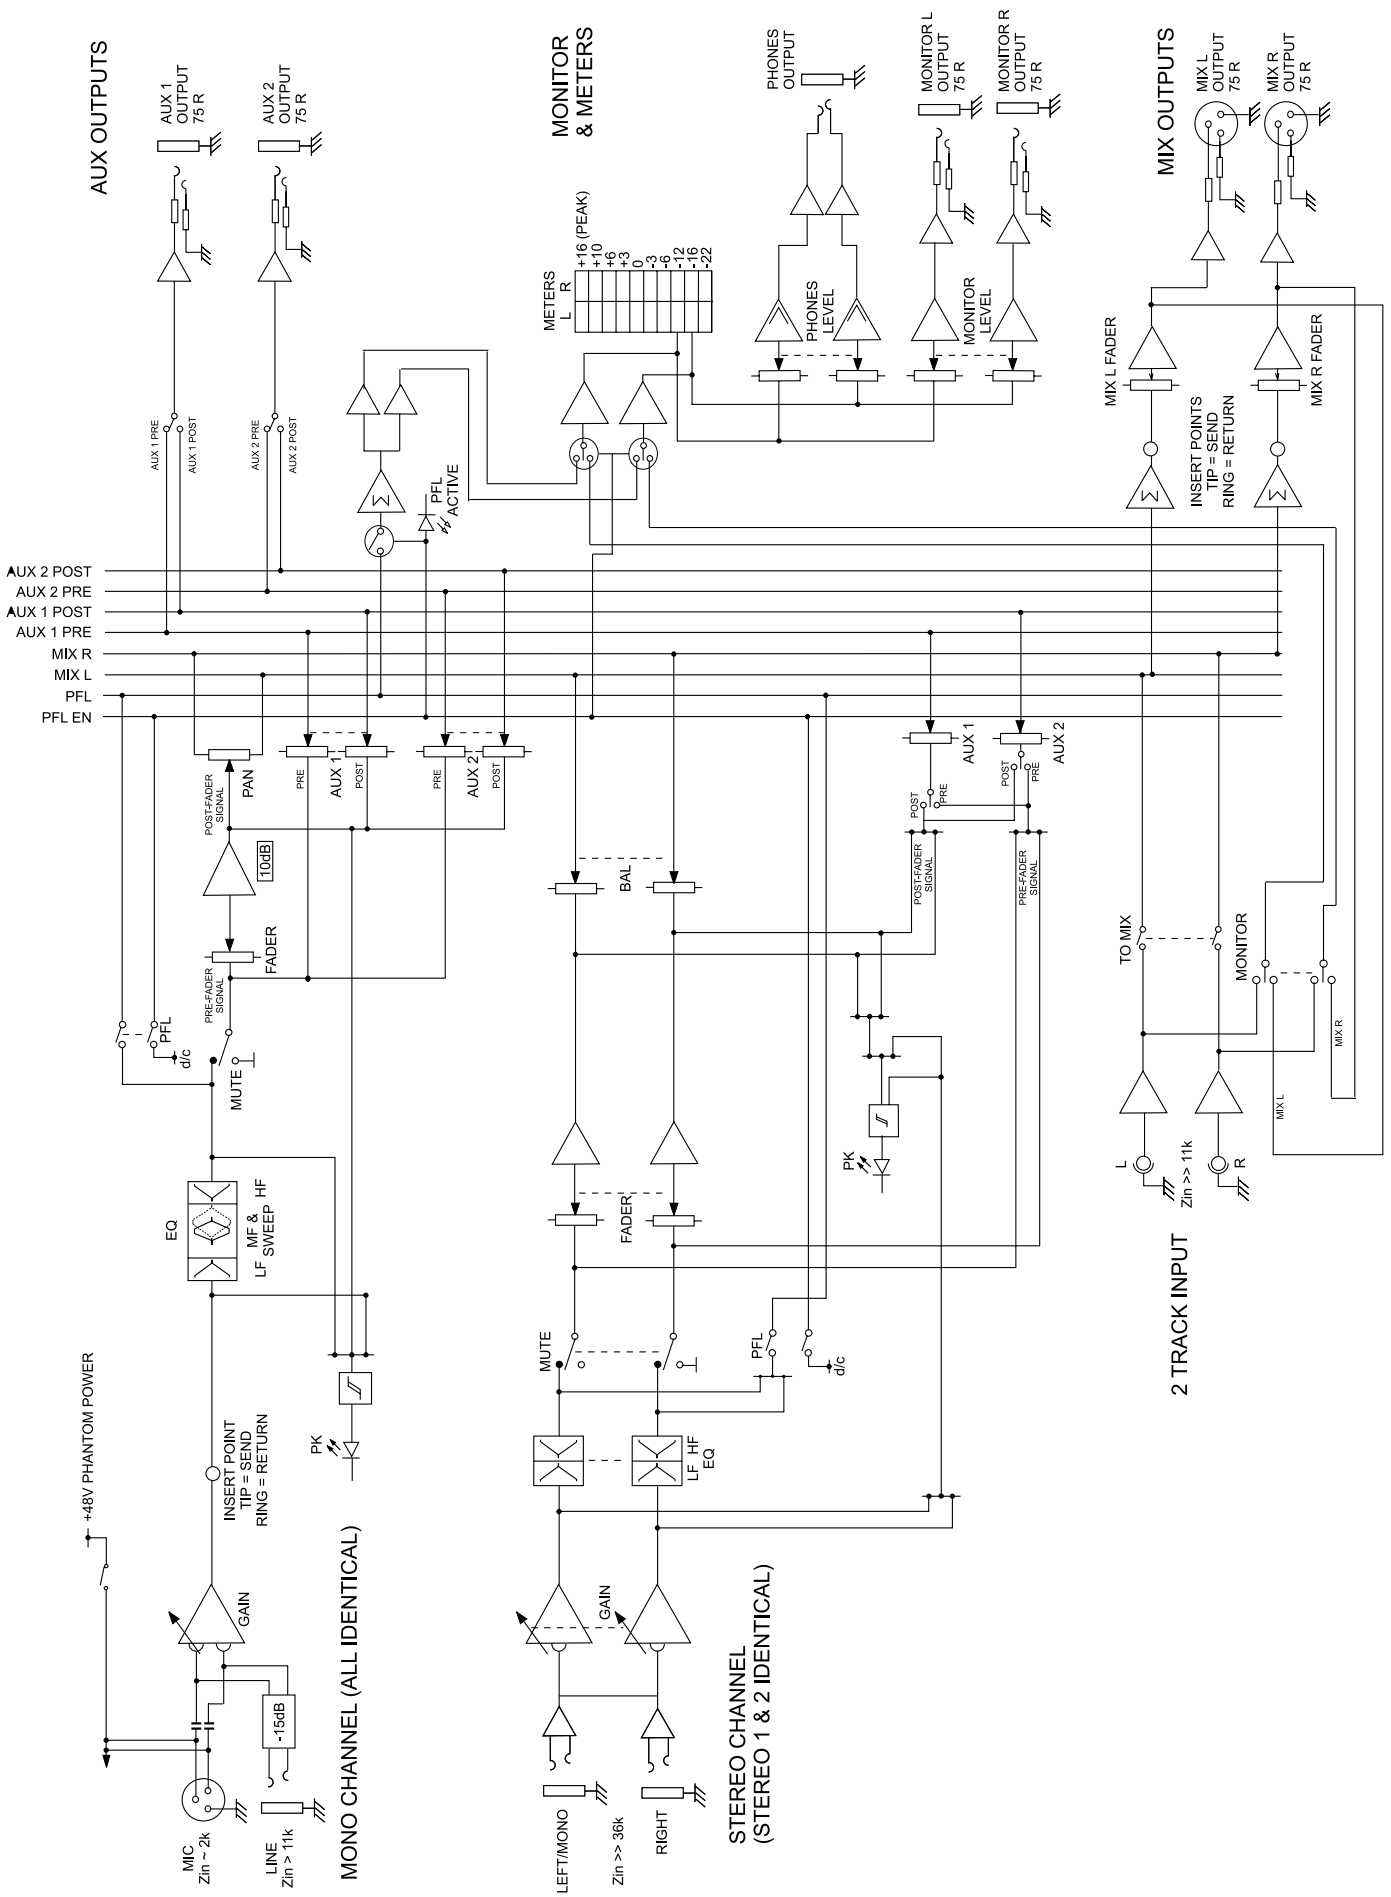 AUX OUTPUTS
AUX 1
OUTPUT
75 R
AUX 2
OUTPUT
75 R
MONITOR
& METERS
METERS
L R
+16 (PEAK)
+10
+6
+3
0
-3
-6
-12
-16
-22
PHONES
OUTPUT
MONITOR L
OUTPUT
75 R
MONITOR R
OUTPUT
75 R
PHONES
LEVEL
MONITOR
LEVEL
MIX OUTPUTS
MIX L
OUTPUT
75 R
MIX R
OUTPUT
75 R
MIX L FADER
MIX R FADER
INSERT POINTS
TIP = SEND
RING = RETURN
AUX 1 PRE
AUX 1 POST
AUX 2 PRE
AUX 2 POST
Σ
PFL
ACTIVE
Σ
Σ
AUX 2 POST
AUX 2 PRE
AUX 1 POST
AUX 1 PRE
MIX R
MIX L
PFL
PFL EN
POST-FADER
SIGNAL
PAN
PRE
AUX 1
POST
PRE
AUX 2
POST
10dB
FADER
PRE-FADER
SIGNAL
PFL
d/c
MUTE
EQ
LF
MF &
SWEEP
HF
+48V PHANTOM POWER
INSERT POINT
TIP = SEND
RING = RETURN
PK
GAIN
-15dB
MIC
Zin ~ 2k
LINE
Zin > 11k
MONO CHANNEL (ALL IDENTICAL)
BAL
AUX 1
POST
PRE
AUX 2
POST
PRE
POST-FADER
SIGNAL
PRE-FADER
SIGNAL
PK
FADER
MUTE
PFL
d/c
LF HF
EQ
GAIN
LEFT/MONO
Zin >> 36k
RIGHT
STEREO CHANNEL
(STEREO 1 & 2 IDENTICAL)
TO MIX
MONITOR
MIX L
MIX R
L
Zin >> 11k
R
2 TRACK INPUT